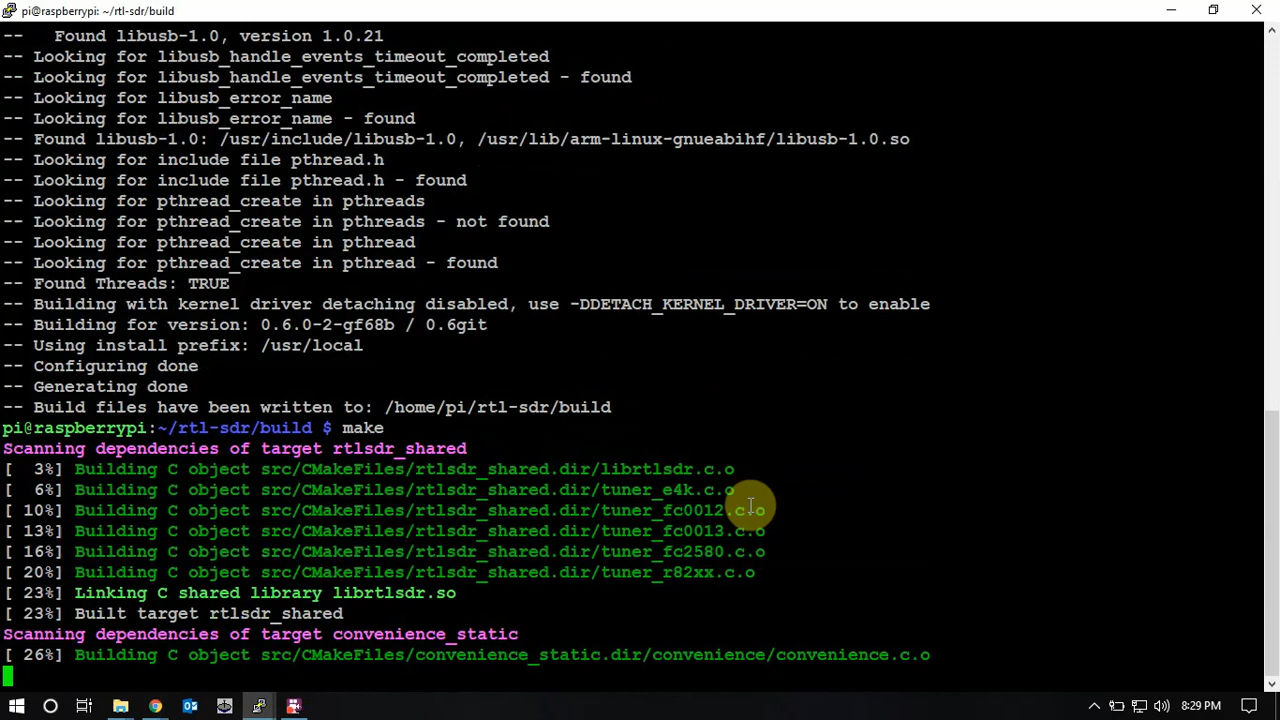 pi@raspberrypi: ~/rtl-sdr/build
--   Found libusb-1.0, version 1.0.21
-- Looking for libusb_handle_events_timeout_completed
-- Looking for libusb_handle_events_timeout_completed - found
-- Looking for libusb_error_name
-- Looking for libusb_error_name - found
-- Found libusb-1.0: /usr/include/libusb-1.0, /usr/lib/arm-linux-gnueabihf/libusb-1.0.so
-- Looking for include file pthread.h
-- Looking for include file pthread.h - found
-- Looking for pthread_create in pthreads
-- Looking for pthread_create in pthreads - not found
-- Looking for pthread_create in pthread
-- Looking for pthread_create in pthread - found
-- Found Threads: TRUE
-- Building with kernel driver detaching disabled, use -DDETACH_KERNEL_DRIVER=ON to enable
-- Building for version: 0.6.0-2-gf68b / 0.6git
-- Using install prefix: /usr/local
-- Configuring done
-- Generating done
-- Build files have been written to: /home/pi/rtl-sdr/build
pi@raspberrypi:~/rtl-sdr/build $ make
Scanning dependencies of target rtlsdr_shared
[  3%] Building C object src/CMakeFiles/rtlsdr_shared.dir/librtlsdr.c.o
[  6%] Building C object src/CMakeFiles/rtlsdr_shared.dir/tuner_e4k.c.o
[ 10%] Building C object src/CMakeFiles/rtlsdr_shared.dir/tuner_fc0012.c.o
[ 13%] Building C object src/CMakeFiles/rtlsdr_shared.dir/tuner_fc0013.c.o
[ 16%] Building C object src/CMakeFiles/rtlsdr_shared.dir/tuner_fc2580.c.o
[ 20%] Building C object src/CMakeFiles/rtlsdr_shared.dir/tuner_r82xx.c.o
[ 23%] Linking C shared library librtlsdr.so
[ 23%] Built target rtlsdr_shared
Scanning dependencies of target convenience_static
[ 26%] Building C object src/CMakeFiles/convenience_static.dir/convenience/convenience.c.o
8:29 PM